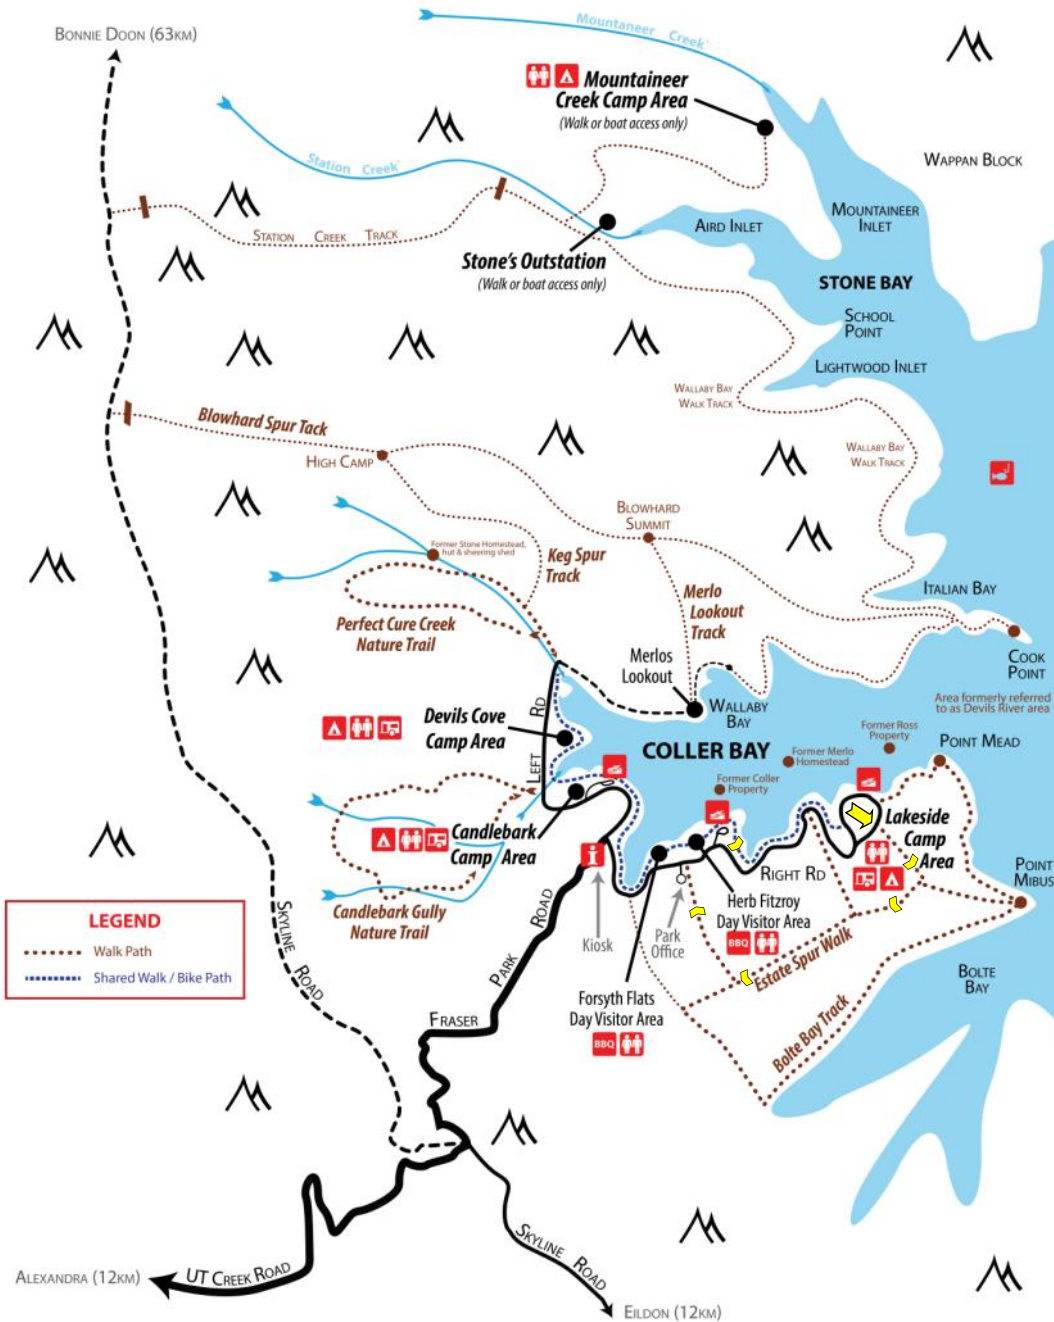 BONNIE DOON (63KM)
Mountaneer Creek
Mountaineer
Creek Camp Area
(Walk or boat access only)
WAPPAN BLOCK
Station Creek
MOUNTAINEER
INLET
AIRD INLET
STATION CREEK TRACK
Stone's Outstation
(Walk or boat access only)
STONE BAY
SCHOOL
POINT
LIGHTWOOD INLET
WALLABY BAY
WALK TRACK
Blowhard Spur Tack
WALLABY BAY
WALK TRACK
HIGH CAMP
BLOWHARD
SUMMIT
Former Stone Homestead,
hut & sheering shed
Keg Spur
Track
Merlo
Lookout
Track
ITALIAN BAY
Perfect Cure Creek
Nature Trail
Merlos
Lookout
COOK
POINT
Area formerly referred
to as Devils River area
WALLABY
BAY
LEFT RD
Devils Cove
Camp Area
Former Ross
Property
POINT MEAD
COLLER BAY
Former Merlo
Homestead
Former Coller
Property
Lakeside
Camp
Area
Candlebark
Camp Area
i
RIGHT RD
POINT
MIBUS
LEGEND
Walk Path
Shared Walk / Bike Path
Candlebark Gully
Nature Trail
SKYLINE ROAD
Kiosk
Park
Office
Herb Fitzroy
Day Visitor Area
BBQ
Estate Spur Walk
BOLTE
BAY
FRASER PARK ROAD
Forsyth Flats
Day Visitor Area
BBQ
Bolte Bay Track
SKYLINE ROAD
ALEXANDRA (12KM)
UT CREEK ROAD
EILDON (12KM)